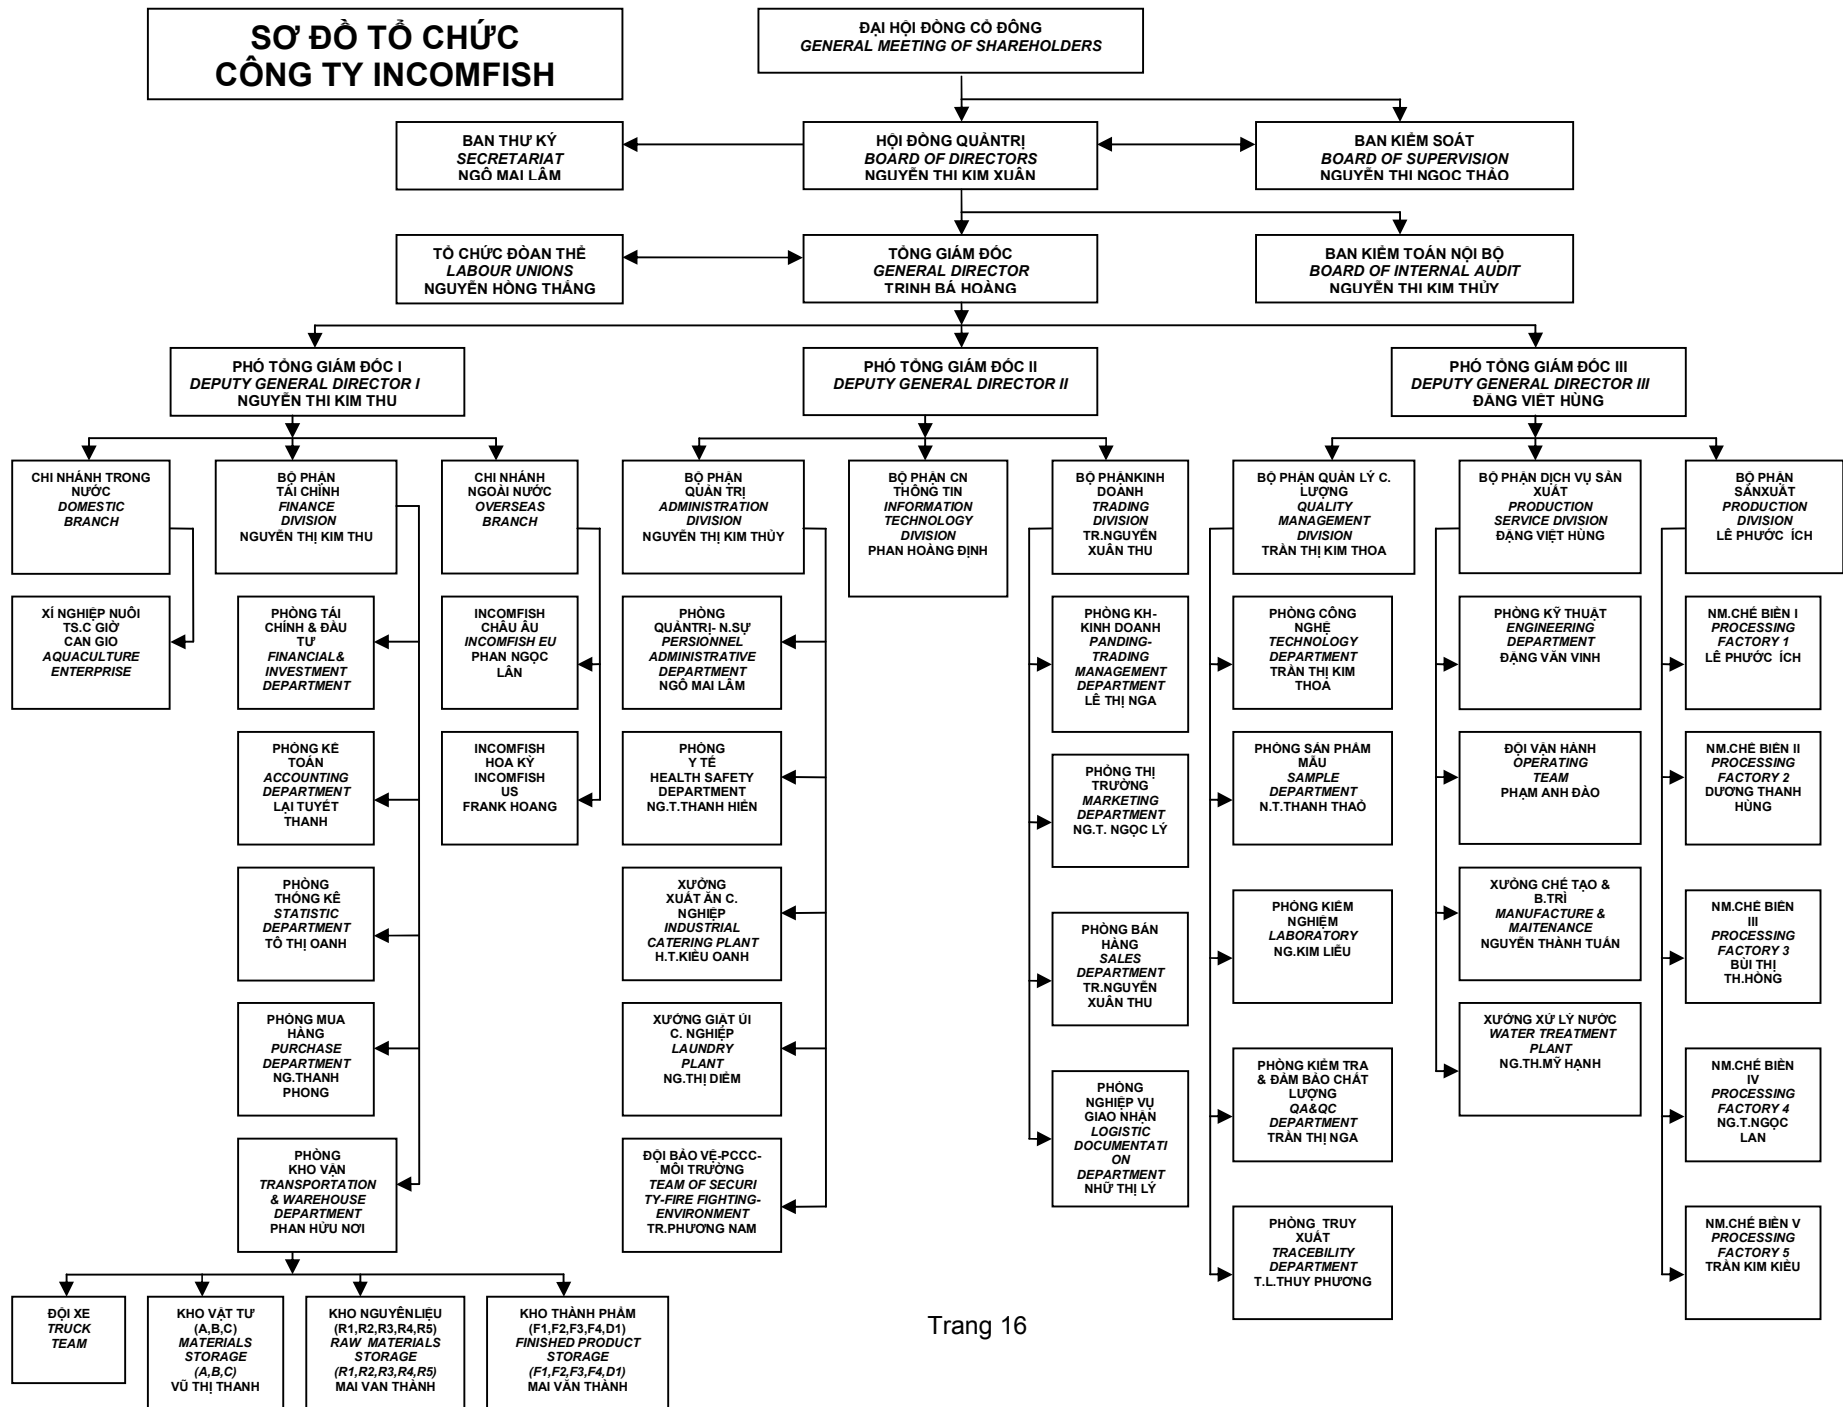 SƠ ĐỒ TỔ CHỨC
CÔNG TY INCOMFISH
ĐẠI HỘI ĐỒNG CỔ ĐÔNG
GENERAL MEETING OF SHAREHOLDERS
BAN THƯ KÝ
SECRETARIAT
NGÔ MAI LÂM
HỘI ĐỒNG QUẢNTRỊ
BOARD OF DIRECTORS
NGUYỄN THỊ KIM XUÂN
BAN KIỂM SOÁT
BOARD OF SUPERVISION
NGUYỄN THỊ NGỌC THẢO
TỔ CHỨC ĐÒAN THỂ
LABOUR UNIONS
NGUYỄN HỒNG THẮNG
TỔNG GIÁM ĐỐC
GENERAL DIRECTOR
TRỊNH BÁ HOÀNG
BAN KIỂM TOÁN NỘI BỘ
BOARD OF INTERNAL AUDIT
NGUYỄN THỊ KIM THỦY
PHÓ TỔNG GIÁM ĐỐC I
DEPUTY GENERAL DIRECTOR I
NGUYỄN THỊ KIM THU
PHÓ TỔNG GIÁM ĐỐC II
DEPUTY GENERAL DIRECTOR II
PHÓ TỔNG GIÁM ĐỐC III
DEPUTY GENERAL DIRECTOR III
ĐẶNG VIỆT HÙNG
CHI NHÁNH TRONG
NƯỚC
DOMESTIC
BRANCH
BỘ PHẬN
TÀI CHÍNH
FINANCE
DIVISION
NGUYỄN THỊ KIM THU
CHI NHÁNH
NGOÀI NƯỚC
OVERSEAS
BRANCH
BỘ PHẬN
QUẢN TRỊ
ADMINISTRATION
DIVISION
NGUYỄN THỊ KIM THỦY
BỘ PHẬN CN
THÔNG TIN
INFORMATION
TECHNOLOGY
DIVISION
PHAN HOÀNG ĐỊNH
BỘ PHẬNKINH
DOANH
TRADING
DIVISION
TR.NGUYỄN
XUÂN THU
BỘ PHẬN QUẢN LÝ C.
LƯỢNG
QUALITY
MANAGEMENT
DIVISION
TRẦN THỊ KIM THOA
BỘ PHẬN DỊCH VỤ SẢN
XUẤT
PRODUCTION
SERVICE DIVISION
ĐẶNG VIỆT HÙNG
BỘ PHẬN
SẢNXUẤT
PRODUCTION
DIVISION
LÊ PHƯỚC ÍCH
XÍ NGHIỆP NUÔI
TS.C GIỜ
CAN GIO
AQUACULTURE
ENTERPRISE
PHÒNG TÀI
CHÍNH & ĐẦU
TƯ
FINANCIAL&
INVESTMENT
DEPARTMENT
INCOMFISH
CHÂU ÂU
INCOMFISH EU
PHAN NGỌC
LÂN
PHÒNG
QUẢNTRỊ- N.SỰ
PERSIONNEL
ADMINISTRATIVE
DEPARTMENT
NGÔ MAI LÂM
PHÒNG KH-
KINH DOANH
PANDING-
TRADING
MANAGEMENT
DEPARTMENT
LÊ THỊ NGA
PHÒNG CÔNG
NGHỆ
TECHNOLOGY
DEPARTMENT
TRẦN THỊ KIM
THOA
PHÒNG KỸ THUẬT
ENGINEERING
DEPARTMENT
ĐẶNG VĂN VINH
NM.CHẾ BIẾN I
PROCESSING
FACTORY 1
LÊ PHƯỚC ÍCH
PHÒNG KẾ
TOÁN
ACCOUNTING
DEPARTMENT
LẠI TUYẾT
THANH
INCOMFISH
HOA KỲ
INCOMFISH
US
FRANK HOANG
PHÒNG
Y TẾ
HEALTH SAFETY
DEPARTMENT
NG.T.THANH HIỀN
PHÒNG THỊ
TRƯỜNG
MARKETING
DEPARTMENT
NG.T. NGỌC LÝ
PHÒNG SẢN PHẨM
MẪU
SAMPLE
DEPARTMENT
N.T.THANH THAỎ
ĐỘI VẬN HÀNH
OPERATING
TEAM
PHẠM ANH ĐÀO
NM.CHẾ BIẾN II
PROCESSING
FACTORY 2
DƯƠNG THANH
HÙNG
PHÒNG
THỐNG KÊ
STATISTIC
DEPARTMENT
TÔ THỊ OANH
XƯỞNG
XUẤT ĂN C.
NGHIỆP
INDUSTRIAL
CATERING PLANT
H.T.KIỀU OANH
PHÒNG BÁN
HÀNG
SALES
DEPARTMENT
TR.NGUYỄN
XUÂN THU
PHÒNG KIỂM
NGHIỆM
LABORATORY
NG.KIM LIỄU
XƯỞNG CHẾ TẠO &
B.TRÌ
MANUFACTURE &
MAITENANCE
NGUYỄN THÀNH TUẤN
NM.CHẾ BIẾN
III
PROCESSING
FACTORY 3
BÙI THỊ
TH.HỒNG
PHÒNG MUA
HÀNG
PURCHASE
DEPARTMENT
NG.THANH
PHONG
XƯỞNG GIẶT ỦI
C. NGHIỆP
LAUNDRY
PLANT
NG.THỊ DIỄM
PHÒNG
NGHIỆP VỤ
GIAO NHẬN
LOGISTIC
DOCUMENTATI
ON
DEPARTMENT
NHỮ THỊ LÝ
PHÒNG KIỂM TRA
& ĐẢM BẢO CHẤT
LƯỢNG
QA&QC
DEPARTMENT
TRẦN THỊ NGA
XƯỞNG XỬ LÝ NƯỚC
WATER TREATMENT
PLANT
NG.TH.MỸ HẠNH
NM.CHẾ BIẾN
IV
PROCESSING
FACTORY 4
NG.T.NGỌC
LAN
PHÒNG
KHO VẬN
TRANSPORTATION
& WAREHOUSE
DEPARTMENT
PHAN HỮU NƠI
ĐỘI BẢO VỆ-PCCC-
MÔI TRƯỜNG
TEAM OF SECURI
TY-FIRE FIGHTING-
ENVIRONMENT
TR.PHƯƠNG NAM
PHÒNG TRUY
XUẤT
TRACEBILITY
DEPARTMENT
T.L.THUY PHƯƠNG
NM.CHẾ BIẾN V
PROCESSING
FACTORY 5
TRẦN KIM KIỀU
ĐỘI XE
TRUCK
TEAM
KHO VẬT TƯ
(A,B,C)
MATERIALS
STORAGE
(A,B,C)
VŨ THỊ THANH
KHO NGUYÊNLIỆU
(R1,R2,R3,R4,R5)
RAW MATERIALS
STORAGE
(R1,R2,R3,R4,R5)
MAI VAN THÀNH
KHO THÀNH PHẨM
(F1,F2,F3,F4,D1)
FINISHED PRODUCT
STORAGE
(F1,F2,F3,F4,D1)
MAI VĂN THÀNH
Trang 16